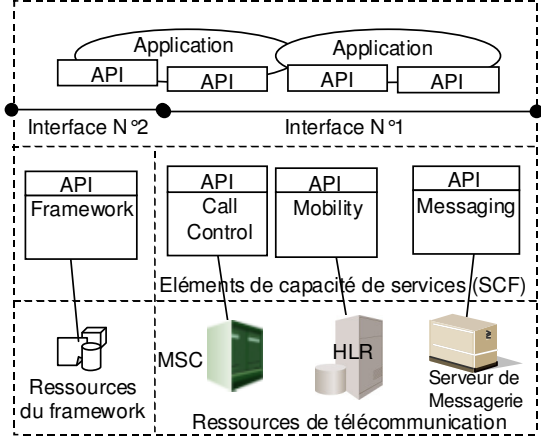 Application
Application
API
API
API
API
Interface N°2
Interface N°1
API
Framework
API
Call
Control
API
Mobility
API
Messaging
Eléments de capacité de services (SCF)
Ressources
du framework
MSC
HLR
Serveur de
Messagerie
Ressources de télécommunication